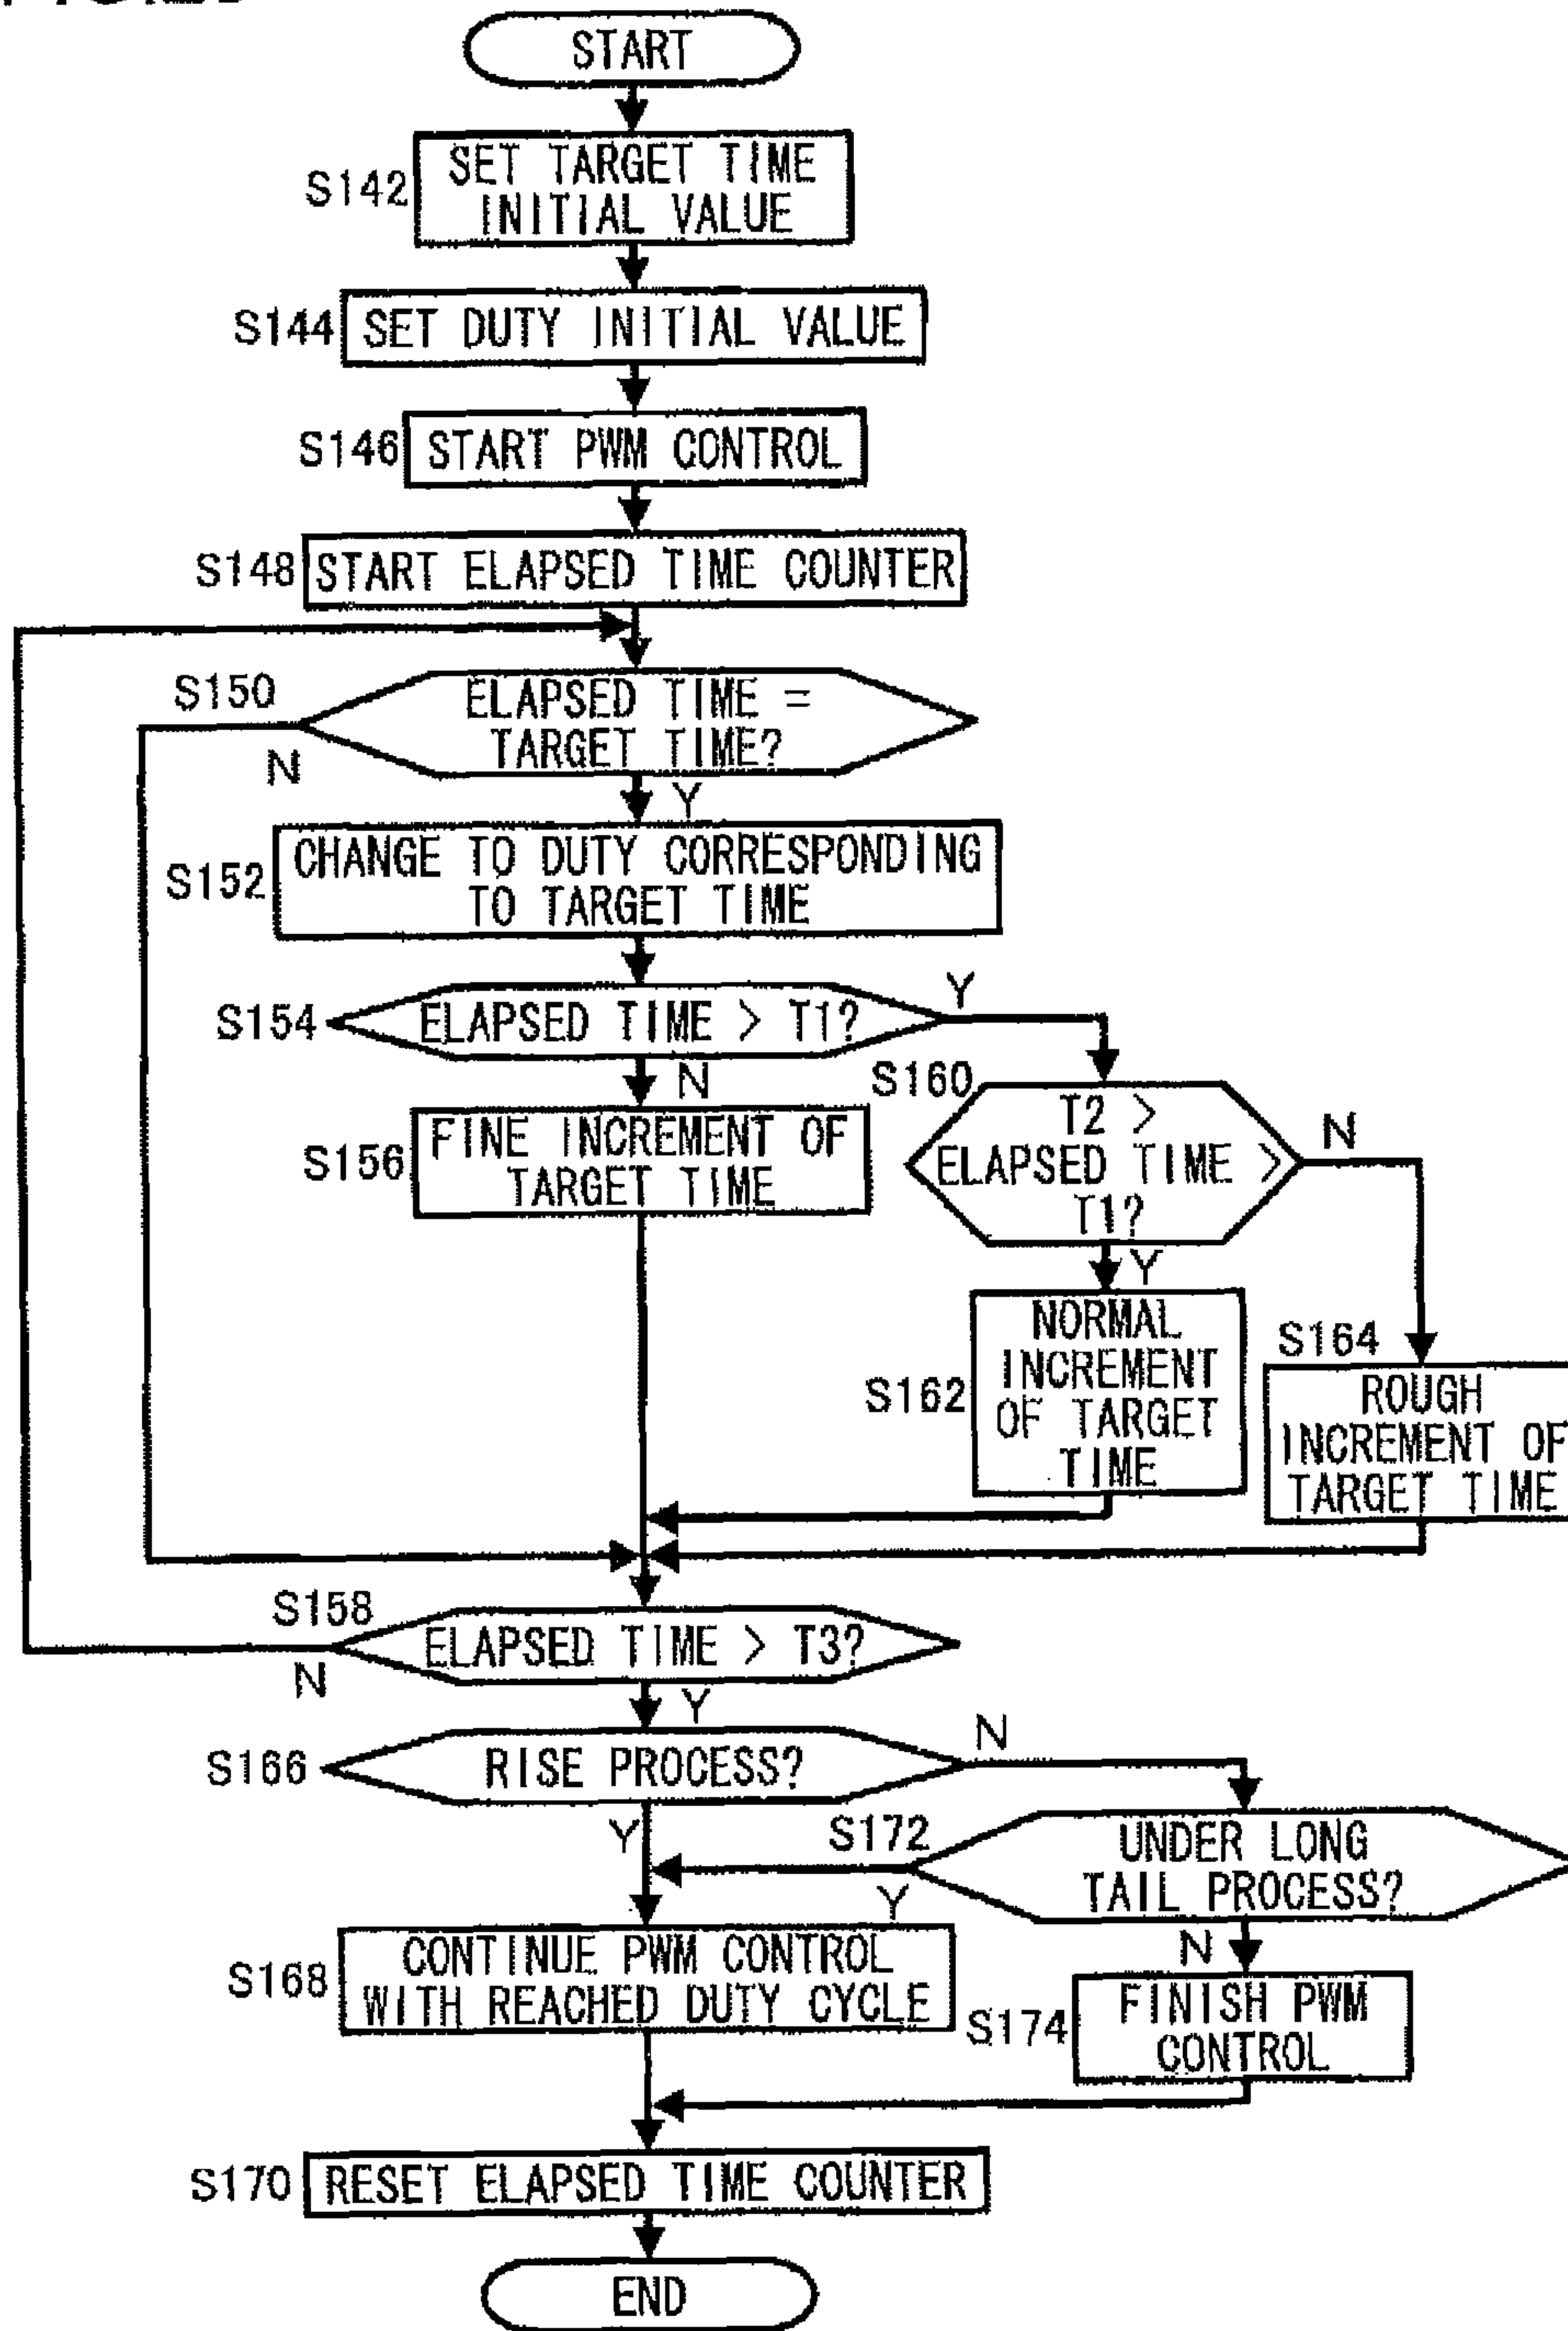 START
S142
SET TARGET TIME
INITIAL VALUE
S144
SET DUTY INITIAL VALUE
S146
START PWM CONTROL
S148
START ELAPSED TIME COUNTER
S150
ELAPSED TIME =
TARGET TIME?
N
Y
S152
CHANGE TO DUTY CORRESPONDING
TO TARGET TIME
S154
ELAPSED TIME > T1?
Y
N
S156
FINE INCREMENT OF
TARGET TIME
S160
T2 >
ELAPSED TIME >
T1?
N
Y
S162
NORMAL
INCREMENT
OF TARGET
TIME
S164
ROUGH
INCREMENT OF
TARGET TIME
S158
ELAPSED TIME > T3?
N
Y
S166
RISE PROCESS?
N
Y
S172
UNDER LONG
TAIL PROCESS?
Y
N
S168
CONTINUE PWM CONTROL
WITH REACHED DUTY CYCLE
S174
FINISH PWM
CONTROL
S170
RESET ELAPSED TIME COUNTER
END